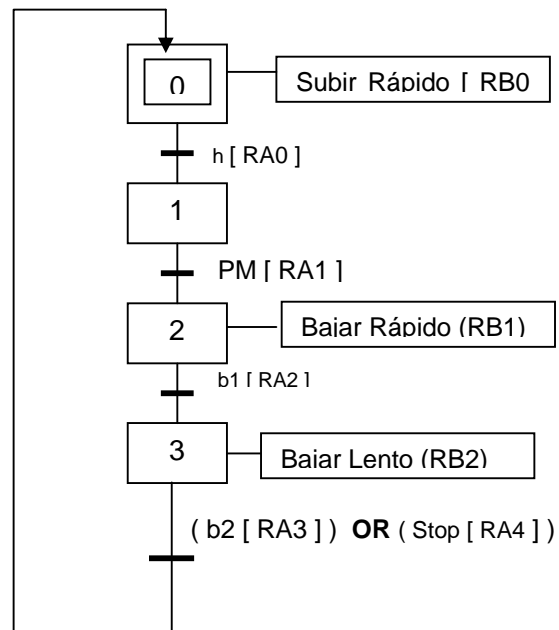 0
Subir Rápido [ RB0
h [ RA0 ]
1
PM [ RA1 ]
2
Baiar Rápido (RB1)
b1 [ RA2 ]
3
Baiar Lento (RB2)
( b2 [ RA3 ] ) OR ( Stop [ RA4 ] )